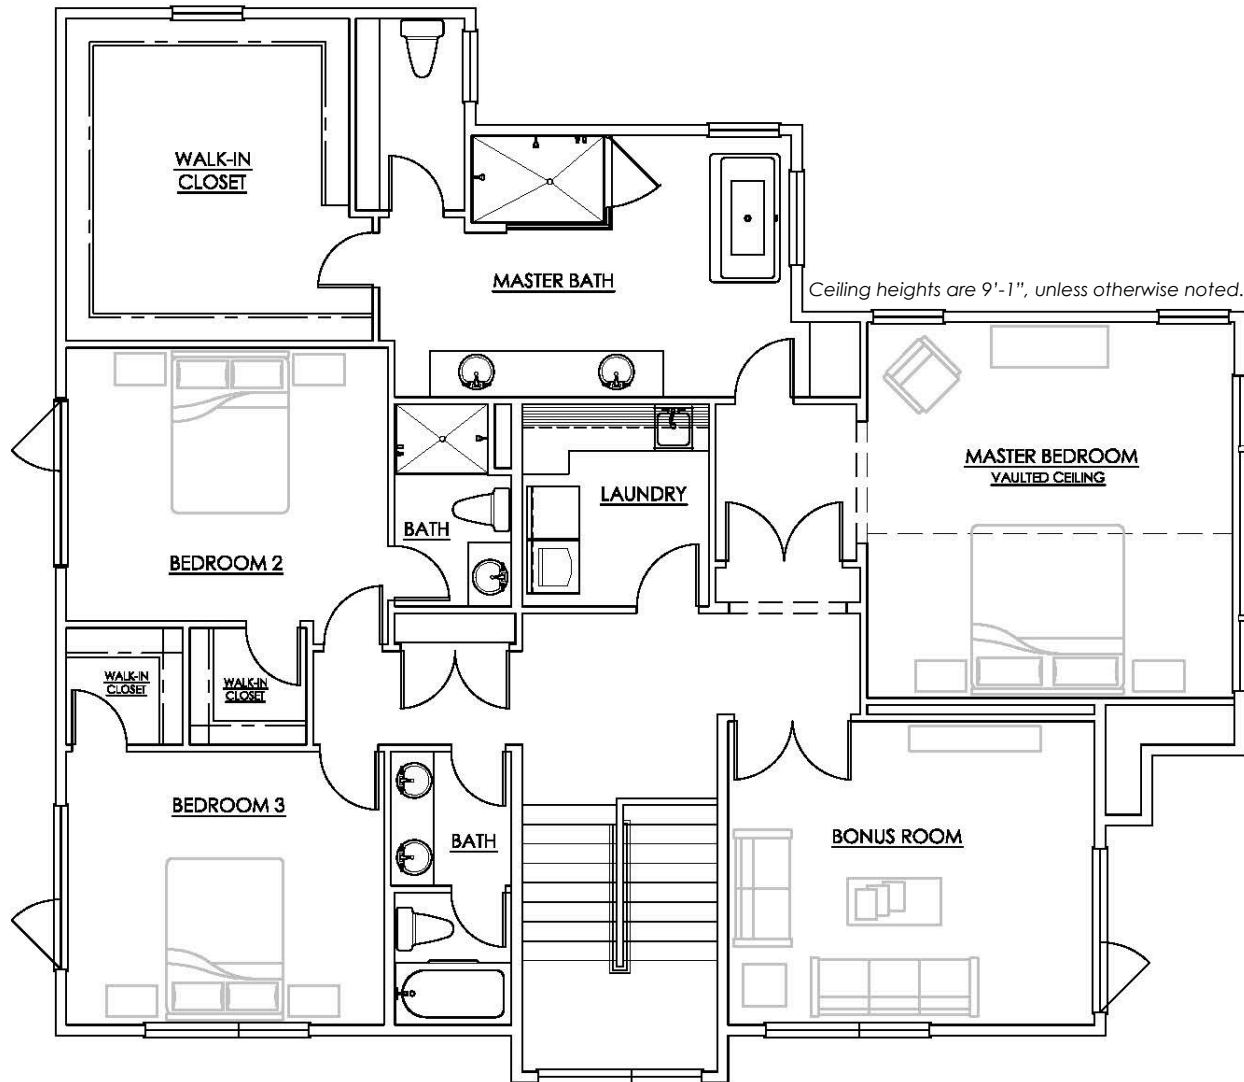 WALK-IN
CLOSET
MASTER BATH
Ceiling heights are 9'-1”, unless otherwise noted.
MASTER BEDROOM
VAULTED CEILING
LAUNDRY
BATH
BEDROOM 2
WALK-IN
CLOSET
WALK-IN
CLOSET
BEDROOM 3
BATH
BONUS ROOM